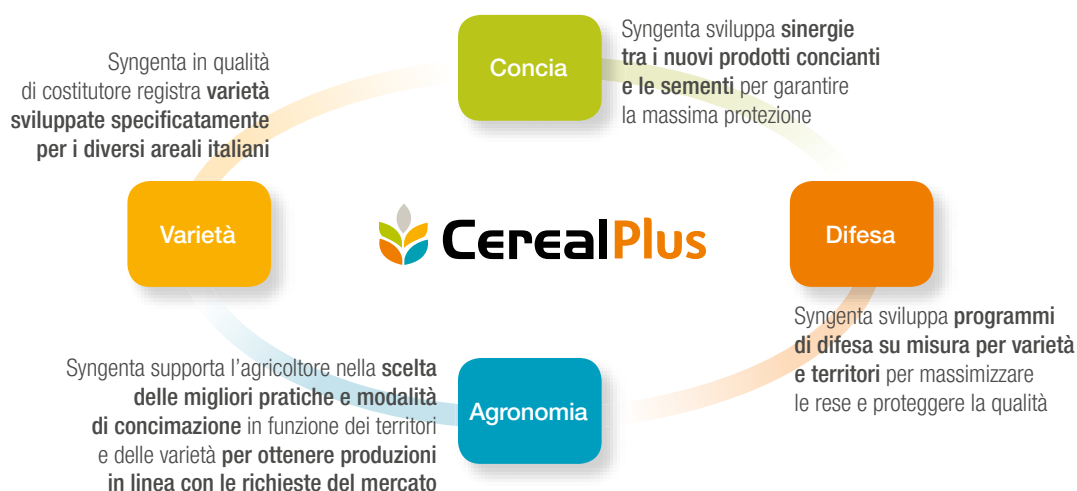 Concia
Syngenta sviluppa sinergie
tra i nuovi prodotti concianti
e le sementi per garantire
la massima protezione
Syngenta in qualità
di costitutore registra varietà
sviluppate specificatamente
per i diversi areali italiani
Varietà
CerealPlus
Difesa
Syngenta sviluppa programmi
di difesa su misura per varietà
e territori per massimizzare
le rese e proteggere la qualità
Syngenta supporta l’agricoltore nella scelta
delle migliori pratiche e modalità
di concimazione in funzione dei territori
e delle varietà per ottenere produzioni
in linea con le richieste del mercato
Agronomia